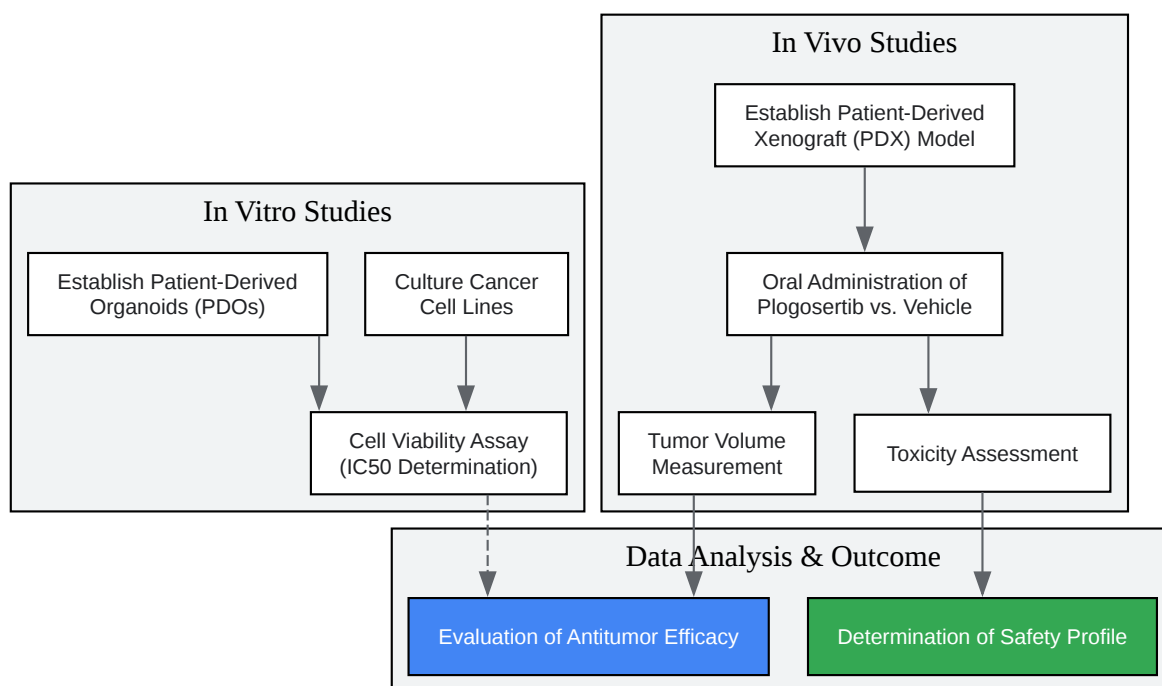 In Vitro Studies
Establish Patient-Derived
Organoids (PDOs)
Culture Cancer
Cell Lines
Cell Viability Assay
(IC50 Determination)
In Vivo Studies
Establish Patient-Derived
Xenograft (PDX) Model
Oral Administration of
Plogosertib vs. Vehicle
Tumor Volume
Measurement
Toxicity Assessment
Data Analysis & Outcome
Evaluation of Antitumor Efficacy
Determination of Safety Profile